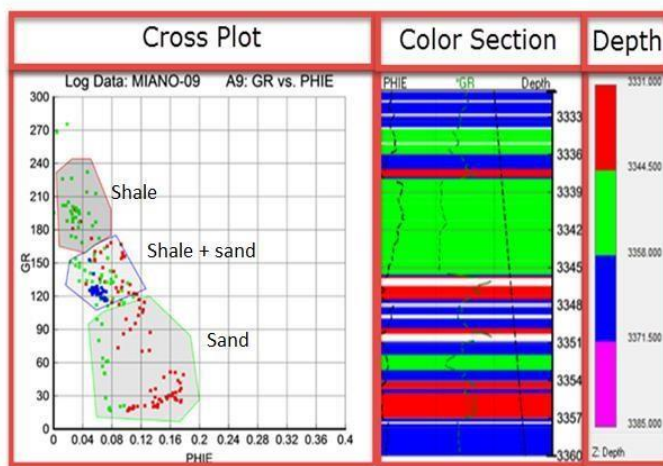 Cross Plot
Color Section
Depth
Log Data: MIANO-09 A9: GR vs. PHIE
300
270
240
210
200
180
150
120
90
60
30
0
GR
Shale
Shale + sand
Sand
0 0.04 0.08 0.12 0.16 0.2 0.2 0.32 0.36 0.4
PHIE
PHIE *GR Depth
3333
3336
3339
3342
3345
3348
3351
3354
3357
3360
3331.000
3344.500
3358.000
3371.500
3385.000
Z: Depth